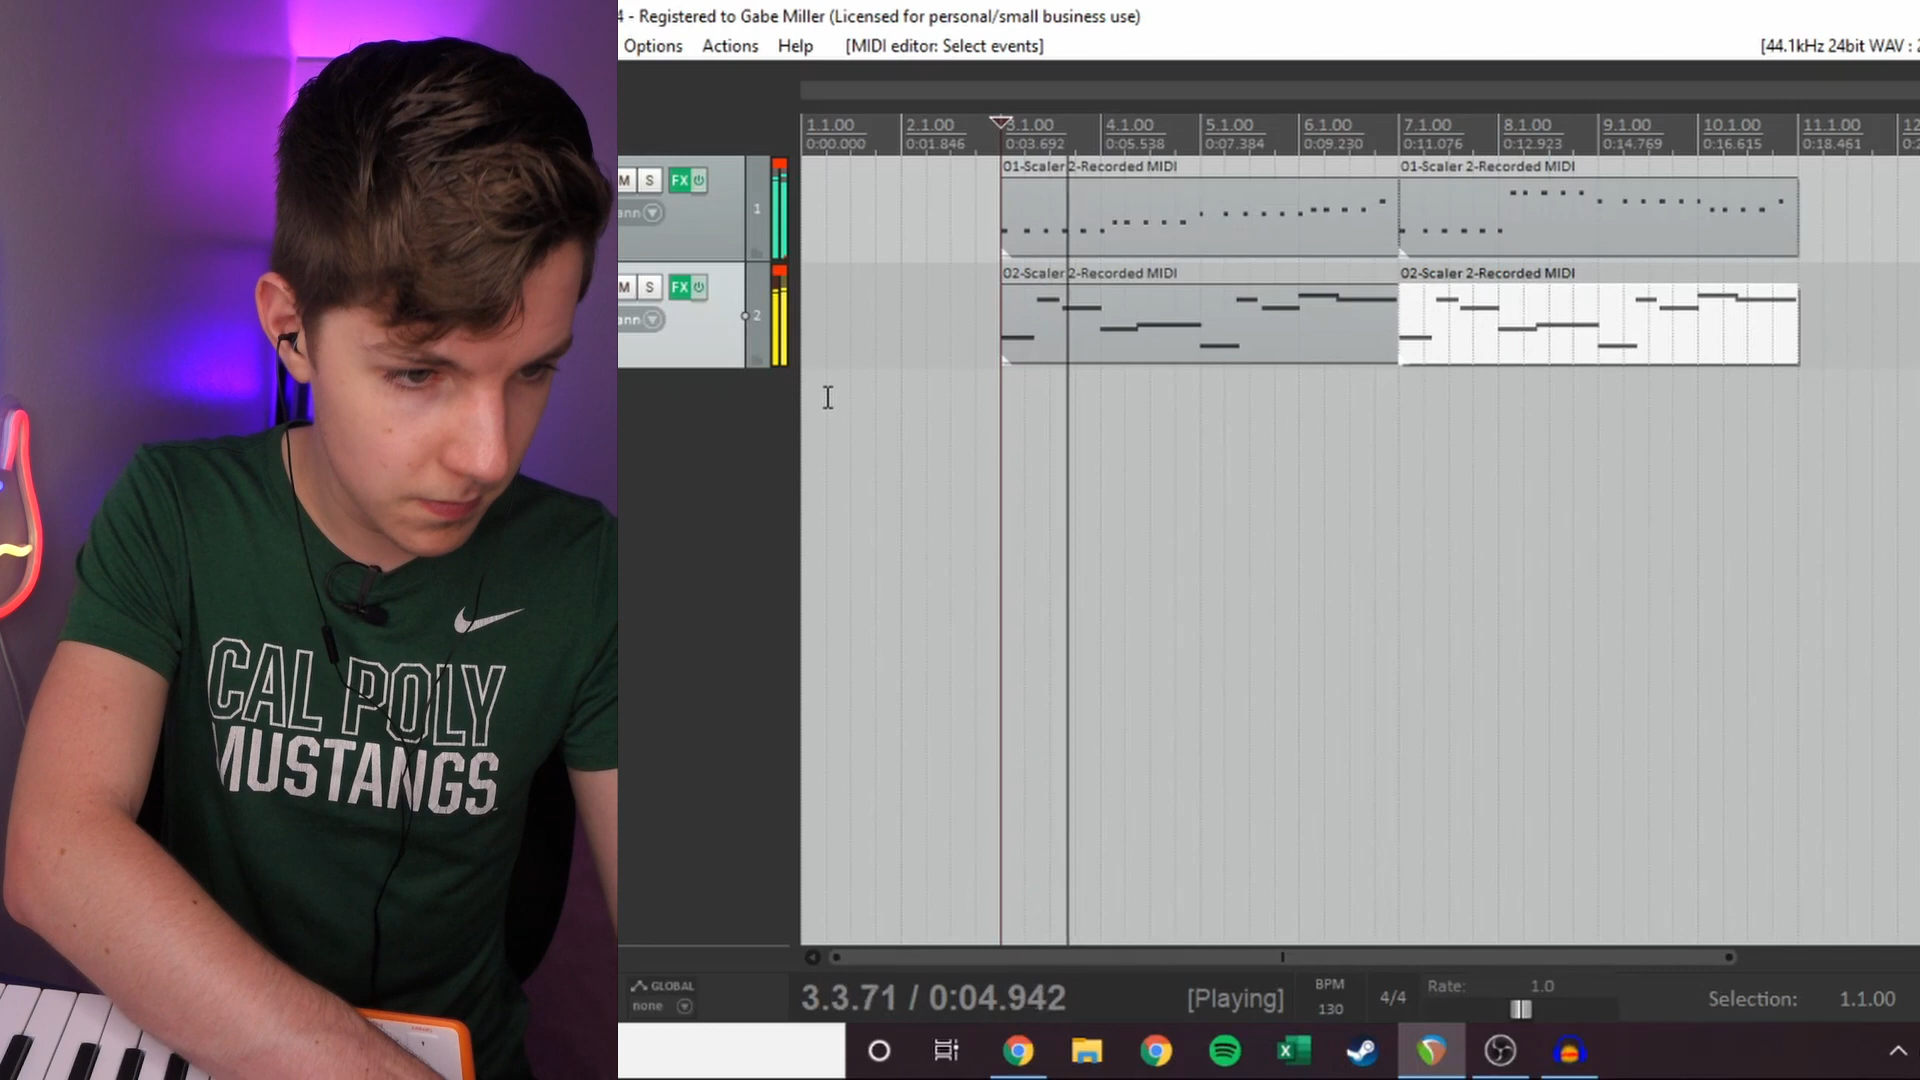 4 - Registered to Gabe Miller (Licensed for personal/small business use)
Options Actions Help [MIDI editor: Select events] [44.1kHz 24bit WAV : 2
1.1.00 2.1.00 3.1.00 4.1.00 5.1.00 6.1.00 7.1.00 8.1.00 9.1.00 10.1.00 11.1.00 12
0:00.000 0:01.846 0:03.692 0:05.538 0:07.384 0:09.230 0:11.076 0:12.923 0:14.769 0:16.615 0:18.461
01-Scaler 2-Recorded MIDI 01-Scaler 2-Recorded MIDI
M S FX 1
ann
02-Scaler 2-Recorded MIDI 02-Scaler 2-Recorded MIDI
M S FX 2
ann
CAL POLY
MUSTANGS
GLOBAL
none
3.3.71 / 0:04.942 [Playing] BPM 130 4/4 Rate: 1.0 Selection: 1.1.00